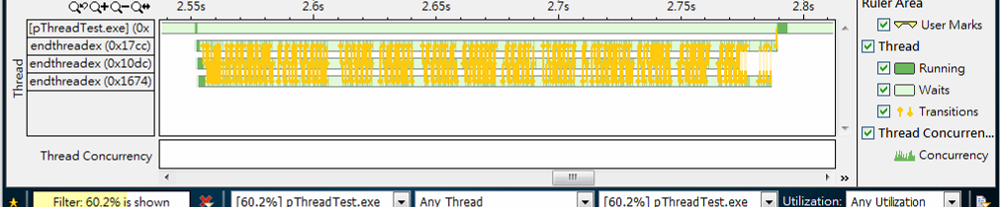 2.55s 2.6s 2.65s 2.7s 2.75s 2.8s
Ruler Area
[pThreadTest.exe] (0x
User Marks
endthreadex (0x17cc)
Thread
endthreadex (0x10dc)
Running
endthreadex (0x1674)
Waits
Thread
Transitions
Thread Concurren...
Thread Concurrency
Concurrency
Filter: 60.2% is shown
[60.2%] pThreadTest.exe
Any Thread
[60.2%] pThreadTest.exe
Utilization: Any Utilization